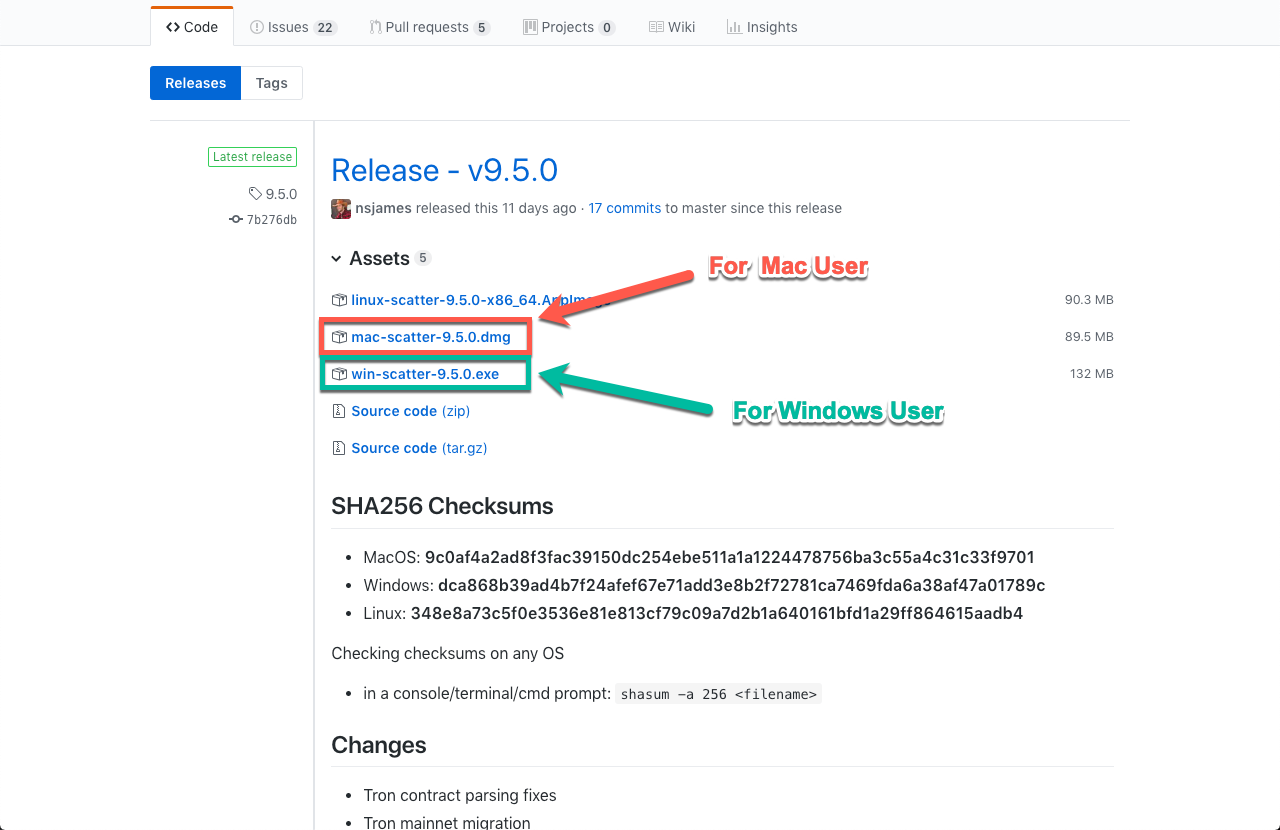 Code Issues 22 Pull requests 5 Projects 0 Wiki Insights
Releases Tags
Latest release
9.5.0
7b276db
Release - v9.5.0
nsjames released this 11 days ago · 17 commits to master since this release
Assets 5
For Mac User
linux-scatter-9.5.0-x86_64.AppImage 90.3 MB
mac-scatter-9.5.0.dmg 89.5 MB
win-scatter-9.5.0.exe 132 MB
For Windows User
Source code (zip)
Source code (tar.gz)
SHA256 Checksums
MacOS: 9c0af4a2ad8f3fac39150dc254ebe511a1a1224478756ba3c55a4c31c33f9701
Windows: dca868b39ad4b7f24afef67e71add3e8b2f72781ca7469fda6a38af47a01789c
Linux: 348e8a73c5f0e3536e81e813cf79c09a7d2b1a640161bfd1a29ff864615aadb4
Checking checksums on any OS
in a console/terminal/cmd prompt: shasum -a 256 <filename>
Changes
Tron contract parsing fixes
Tron mainnet migration